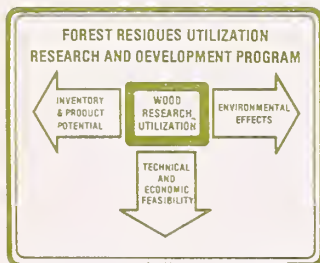 FOREST RESIDUES UTILIZATION
RESEARCH AND DEVELOPMENT PROGRAM
INVENTORY
& PRODUCT
POTENTIAL
WOOD
RESEARCH
UTILIZATION
ENVIRONMENTAL
EFFECTS
TECHNICAL
AND
ECONOMIC
FEASIBILITY